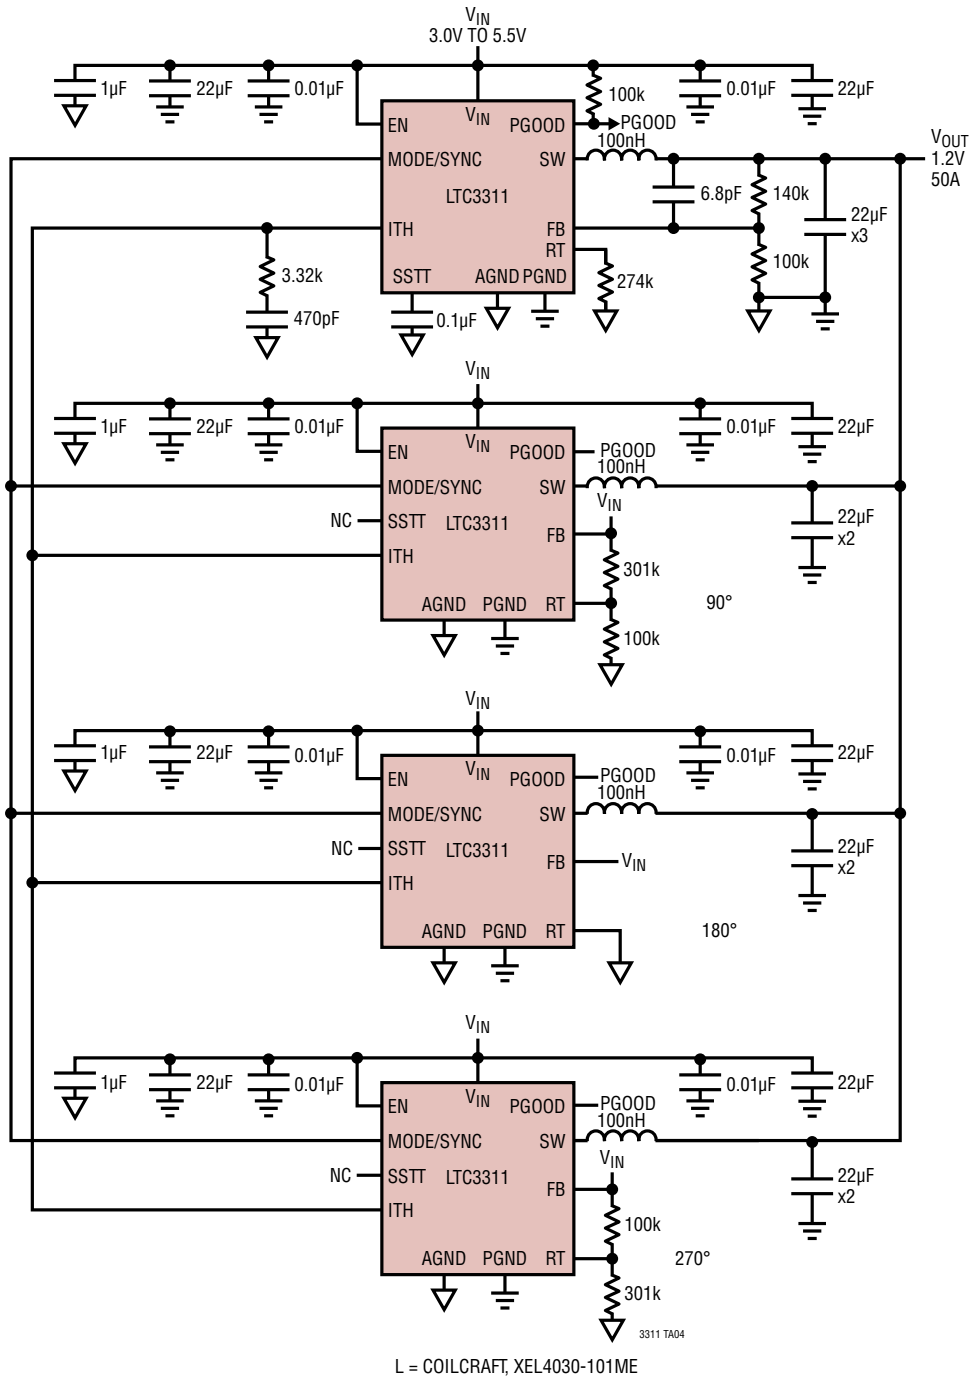 VIN
3.0V TO 5.5V
1µF
22µF
0.01µF
100k
0.01µF
22µF
EN
VIN
PGOOD
PGOOD
100nH
MODE/SYNC
SW
VOUT
1.2V
50A
LTC3311
6.8pF
140k
22µF
x3
ITH
FB
RT
3.32k
100k
SSTT
AGND
PGND
274k
470pF
0.1µF
VIN
1µF
22µF
0.01µF
0.01µF
22µF
EN
VIN
PGOOD
PGOOD
100nH
MODE/SYNC
SW
VIN
NC
SSTT
LTC3311
FB
22µF
x2
ITH
301k
AGND
PGND
RT
90°
100k
VIN
1µF
22µF
0.01µF
0.01µF
22µF
EN
VIN
PGOOD
PGOOD
100nH
MODE/SYNC
SW
NC
SSTT
LTC3311
FB
VIN
22µF
x2
ITH
AGND
PGND
RT
180°
VIN
1µF
22µF
0.01µF
0.01µF
22µF
EN
VIN
PGOOD
PGOOD
100nH
MODE/SYNC
SW
VIN
NC
SSTT
LTC3311
FB
22µF
x2
ITH
100k
AGND
PGND
RT
270°
301k
3311 TA04
L = COILCRAFT, XEL4030-101ME